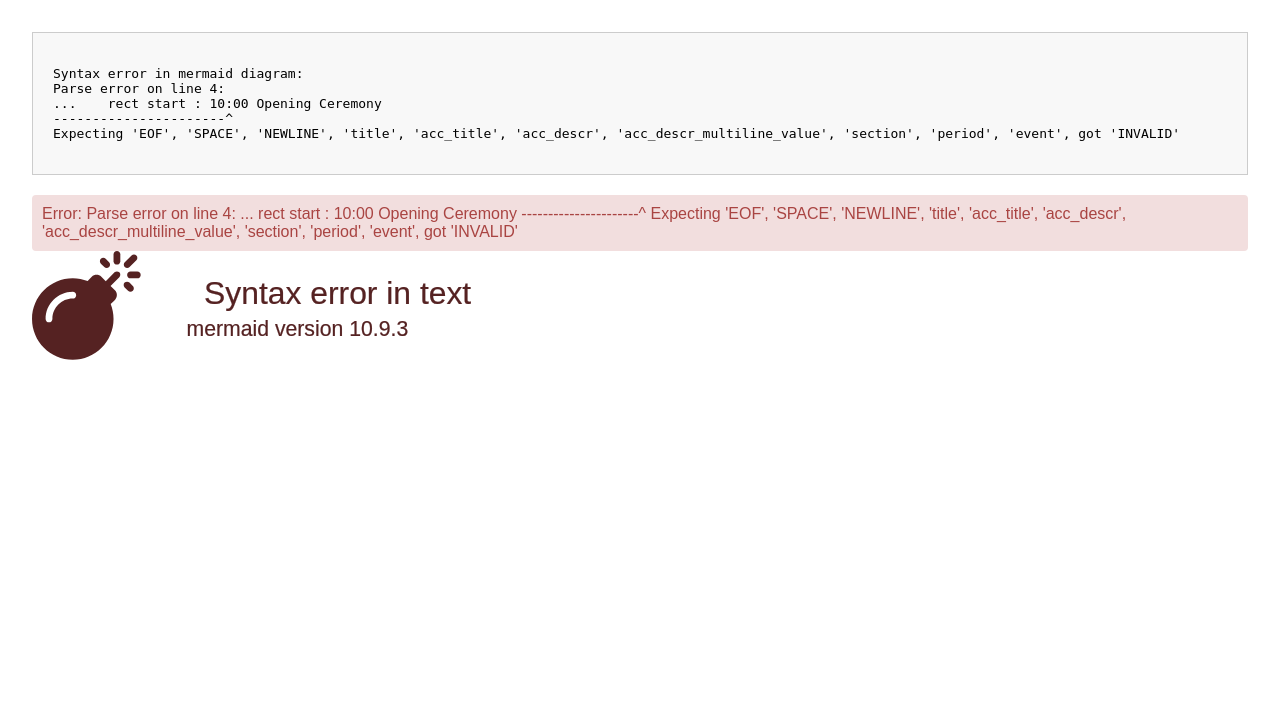 Syntax error in mermaid diagram:
Parse error on line 4:
...    rect start : 10:00 Opening Ceremony
----------------------^
Expecting 'EOF', 'SPACE', 'NEWLINE', 'title', 'acc_title', 'acc_descr', 'acc_descr_multiline_value', 'section', 'period', 'event', got 'INVALID'
Error: Parse error on line 4: ... rect start : 10:00 Opening Ceremony ----------------------^ Expecting 'EOF', 'SPACE', 'NEWLINE', 'title', 'acc_title', 'acc_descr',
'acc_descr_multiline_value', 'section', 'period', 'event', got 'INVALID'
Syntax error in text
mermaid version 10.9.3